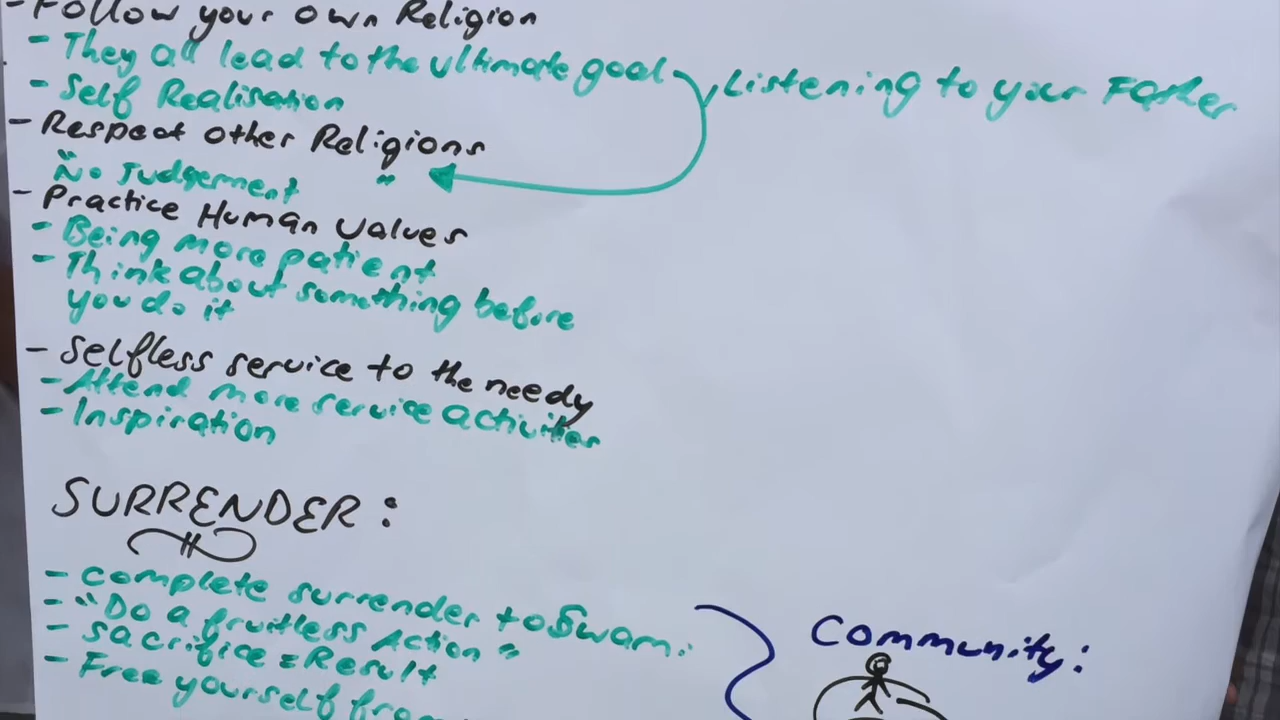 - Follow your own Religion
- They all lead to the ultimate goal
Listening to your Father
- Self Realisation
- Respect other Religions
"No Judgement "
- Practice Human Values
- Being more patient
- Think about something before
you do it
- Selfless service to the needy
- Attend more service activities
- Inspiration
SURRENDER:
- Complete surrender to Swami
- "Do a fruitless Action"
- Sacrifice = Result
- Free yourself from
Community: